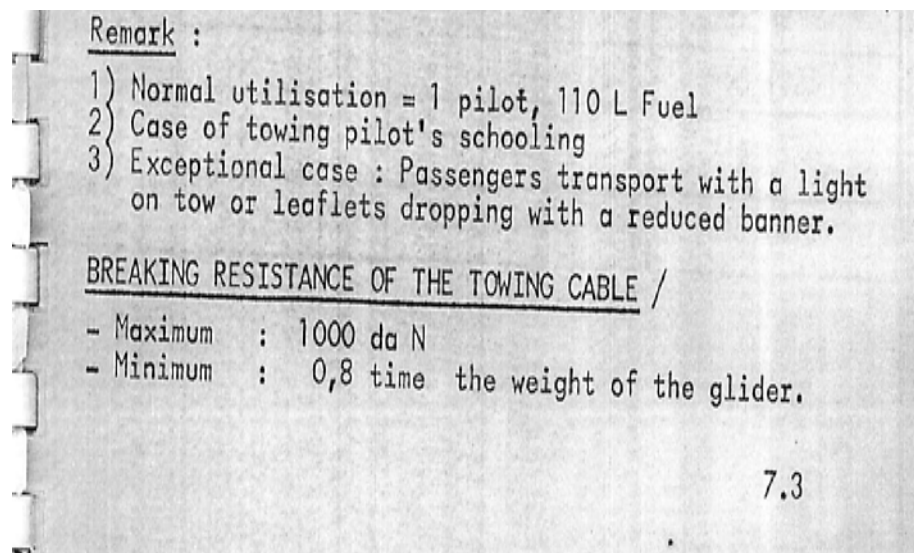 Remark :
1) Normal utilisation = 1 pilot, 110 L Fuel
2) Case of towing pilot's schooling
3) Exceptional case : Passengers transport with a light
on tow or leaflets dropping with a reduced banner.
BREAKING RESISTANCE OF THE TOWING CABLE /
- Maximum : 1000 da N
- Minimum : 0,8 time the weight of the glider.
7.3